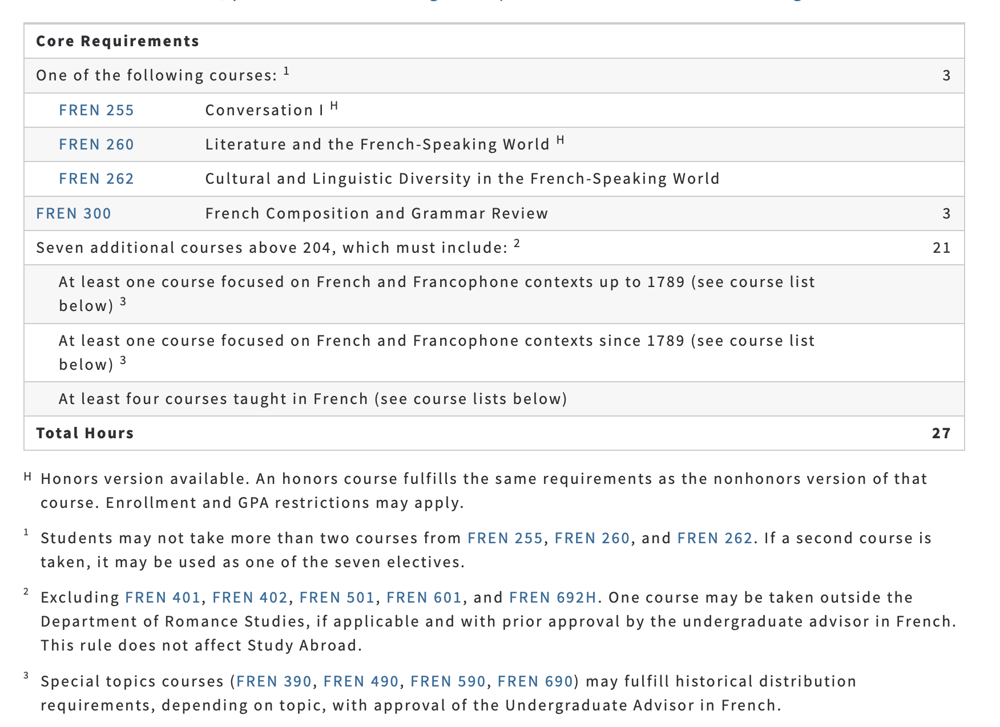 Core Requirements
One of the following courses: 1 3
FREN 255 Conversation I H
FREN 260 Literature and the French-Speaking World H
FREN 262 Cultural and Linguistic Diversity in the French-Speaking World
FREN 300 French Composition and Grammar Review 3
Seven additional courses above 204, which must include: 2 21
At least one course focused on French and Francophone contexts up to 1789 (see course list
below) 3
At least one course focused on French and Francophone contexts since 1789 (see course list
below) 3
At least four courses taught in French (see course lists below)
Total Hours 27
H Honors version available. An honors course fulfills the same requirements as the nonhonors version of that
course. Enrollment and GPA restrictions may apply.
1 Students may not take more than two courses from FREN 255, FREN 260, and FREN 262. If a second course is
taken, it may be used as one of the seven electives.
2 Excluding FREN 401, FREN 402, FREN 501, FREN 601, and FREN 692H. One course may be taken outside the
Department of Romance Studies, if applicable and with prior approval by the undergraduate advisor in French.
This rule does not affect Study Abroad.
3 Special topics courses (FREN 390, FREN 490, FREN 590, FREN 690) may fulfill historical distribution
requirements, depending on topic, with approval of the Undergraduate Advisor in French.